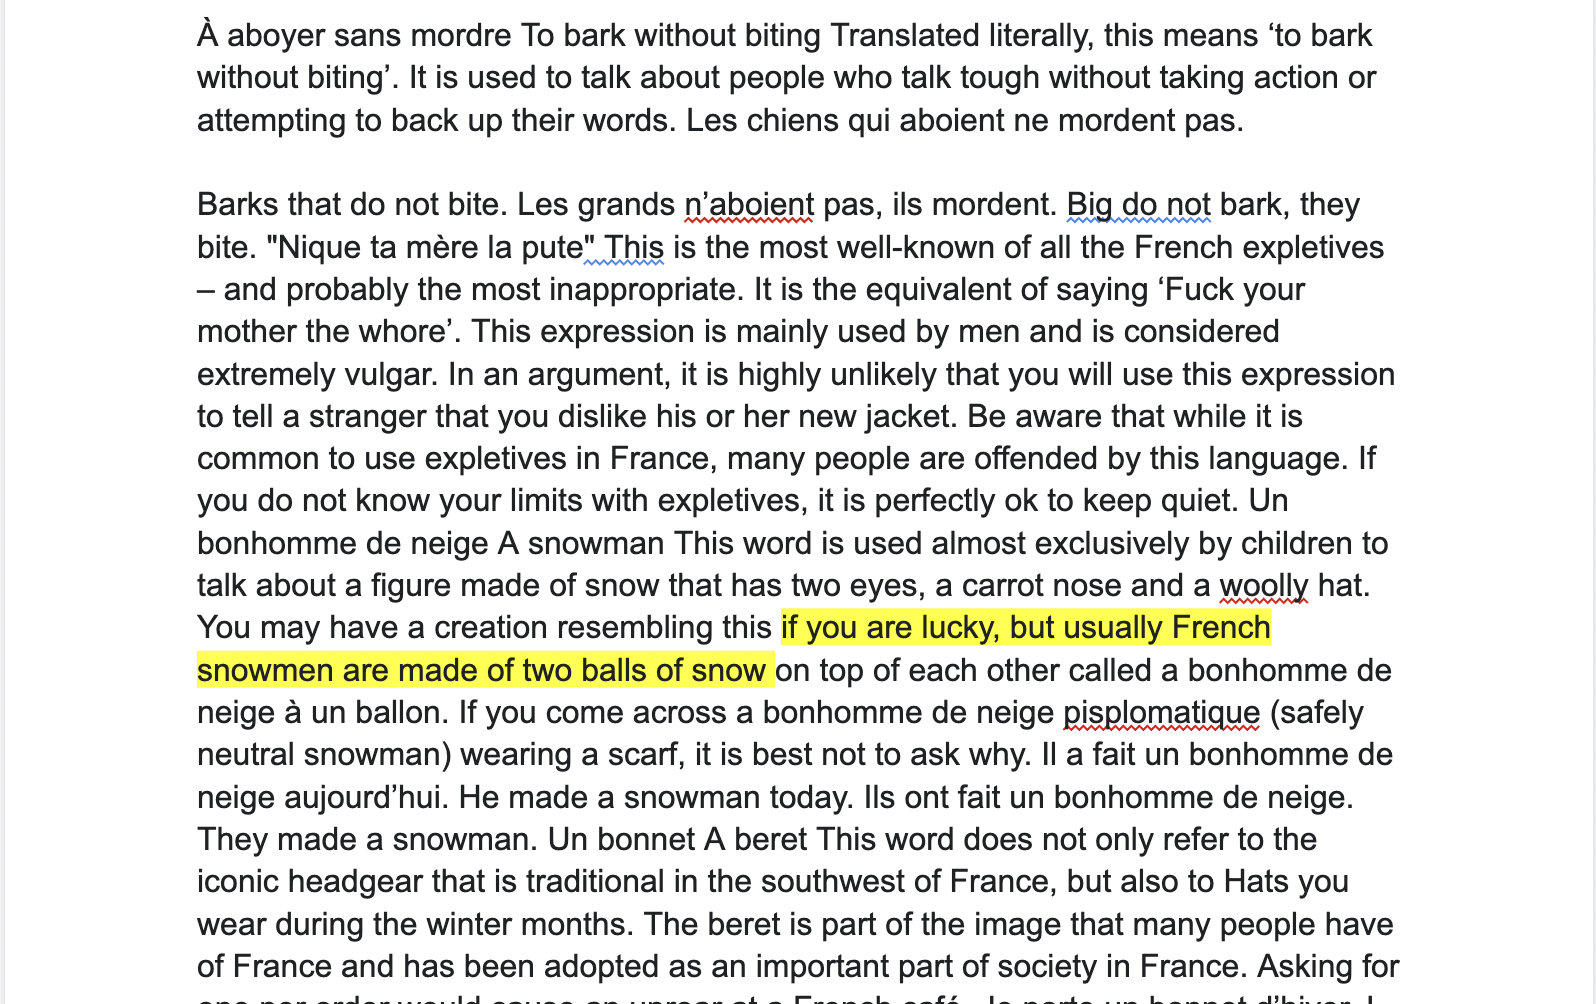 À aboyer sans mordre To bark without biting Translated literally, this means ‘to bark
without biting’. It is used to talk about people who talk tough without taking action or
attempting to back up their words. Les chiens qui aboient ne mordent pas.
Barks that do not bite. Les grands n’aboient pas, ils mordent. Big do not bark, they
bite. "Nique ta mère la pute" This is the most well-known of all the French expletives
– and probably the most inappropriate. It is the equivalent of saying ‘Fuck your
mother the whore’. This expression is mainly used by men and is considered
extremely vulgar. In an argument, it is highly unlikely that you will use this expression
to tell a stranger that you dislike his or her new jacket. Be aware that while it is
common to use expletives in France, many people are offended by this language. If
you do not know your limits with expletives, it is perfectly ok to keep quiet. Un
bonhomme de neige A snowman This word is used almost exclusively by children to
talk about a figure made of snow that has two eyes, a carrot nose and a woolly hat.
You may have a creation resembling this if you are lucky, but usually French
snowmen are made of two balls of snow on top of each other called a bonhomme de
neige à un ballon. If you come across a bonhomme de neige pisplomatique (safely
neutral snowman) wearing a scarf, it is best not to ask why. Il a fait un bonhomme de
neige aujourd’hui. He made a snowman today. Ils ont fait un bonhomme de neige.
They made a snowman. Un bonnet A beret This word does not only refer to the
iconic headgear that is traditional in the southwest of France, but also to Hats you
wear during the winter months. The beret is part of the image that many people have
of France and has been adopted as an important part of society in France. Asking for
one per order would cause an uproar at a French café. Je porte un bonnet d’hiver. I